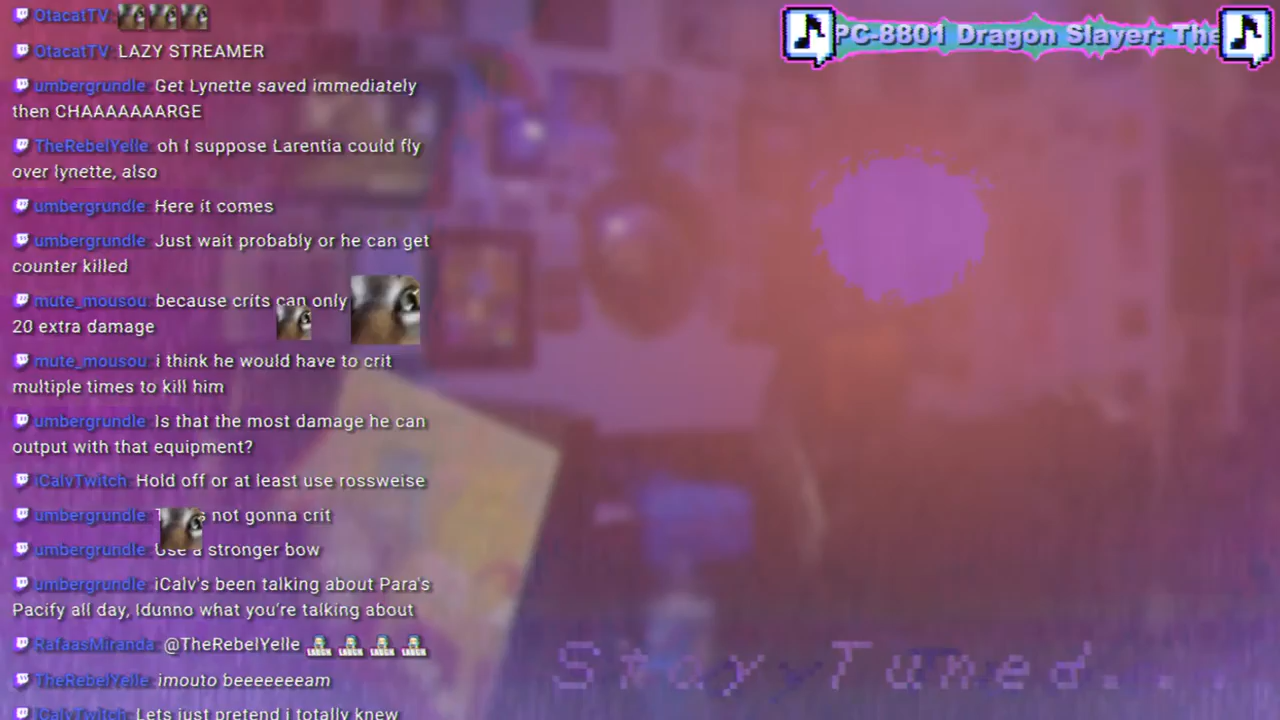 OtacatTV:
PC-8801 Dragon Slayer: The
OtacatTV: LAZY STREAMER
umbergrundle: Get Lynette saved immediately
then CHAAAAAAARGE
TheRebelYelle: oh I suppose Larentia could fly
over lynette, also
umbergrundle: Here it comes
umbergrundle: Just wait probably or he can get
counter killed
mute_mousou: because crits can only
20 extra damage
mute_mousou: i think he would have to crit
multiple times to kill him
umbergrundle: Is that the most damage he can
output with that equipment?
iCalvTwitch: Hold off or at least use rossweise
umbergrundle: not gonna crit
umbergrundle: Use a stronger bow
umbergrundle: iCalv's been talking about Para's
Pacify all day, Idunno what you're talking about
RafaasMiranda: @TheRebelYelle
TheRebelYelle: imouto beeeeeeeam
iCalvTwitch: Lets just pretend i totally knew
Stay Tuned...